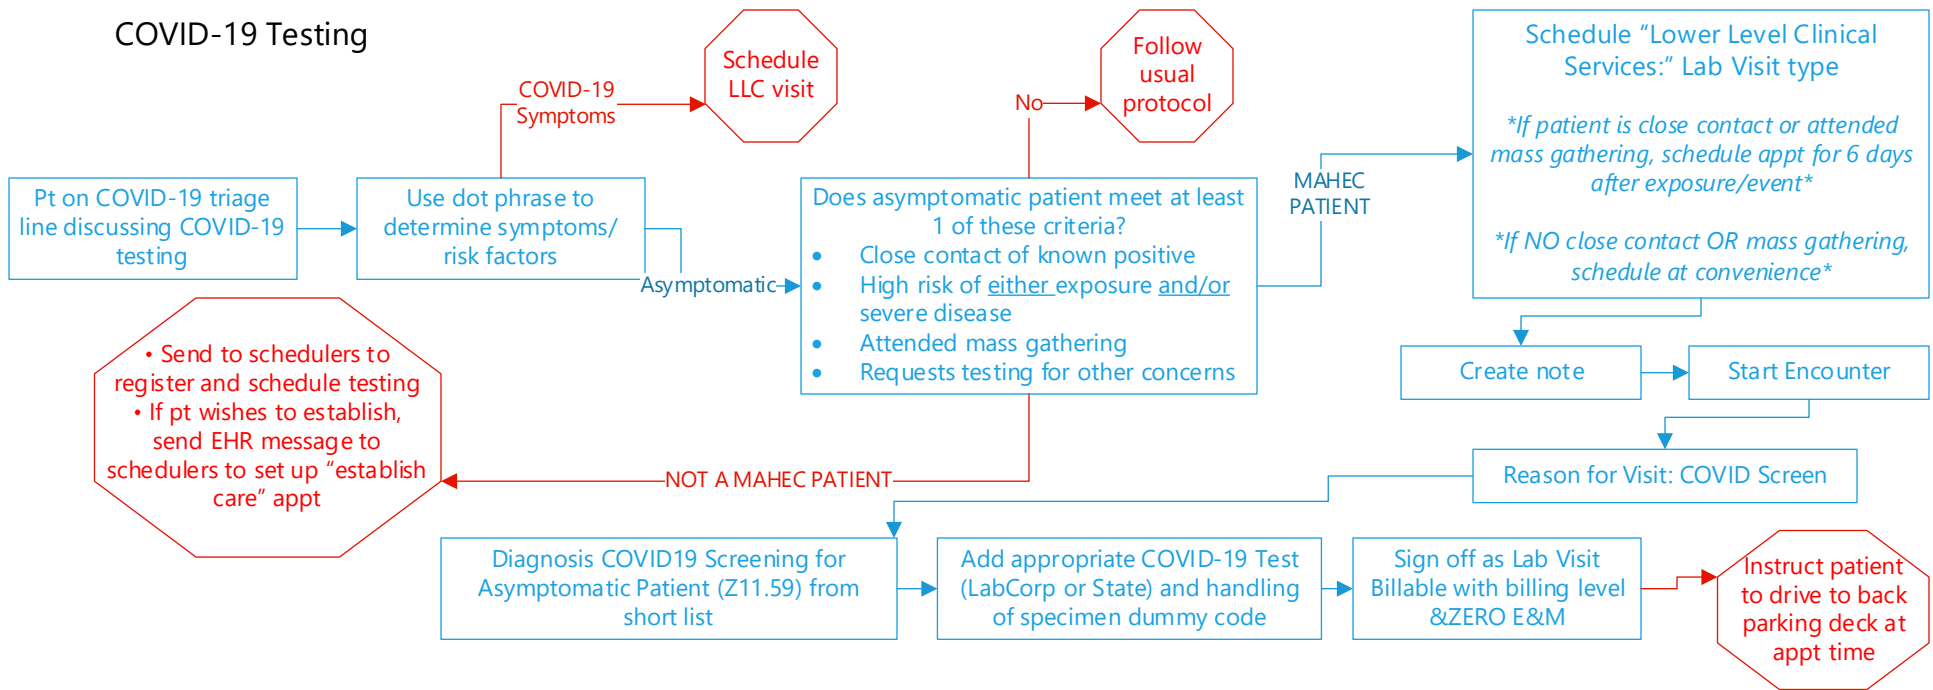 COVID-19 Testing
COVID-19
Symptoms
Schedule
LLC visit
No
Follow
usual
protocol
Schedule “Lower Level Clinical
Services:” Lab Visit type
*If patient is close contact or attended
mass gathering, schedule appt for 6 days
after exposure/event*
*If NO close contact OR mass gathering,
schedule at convenience*
Pt on COVID-19 triage
line discussing COVID-19
testing
Use dot phrase to
determine symptoms/
risk factors
Asymptomatic
Does asymptomatic patient meet at least
1 of these criteria?
• Close contact of known positive
• High risk of either exposure and/or
severe disease
• Attended mass gathering
• Requests testing for other concerns
MAHEC
PATIENT
• Send to schedulers to
register and schedule testing
• If pt wishes to establish,
send EHR message to
schedulers to set up “establish
care” appt
NOT A MAHEC PATIENT
Create note
Start Encounter
Reason for Visit: COVID Screen
Diagnosis COVID19 Screening for
Asymptomatic Patient (Z11.59) from
short list
Add appropriate COVID-19 Test
(LabCorp or State) and handling
of specimen dummy code
Sign off as Lab Visit
Billable with billing level
&ZERO E&M
Instruct patient
to drive to back
parking deck at
appt time